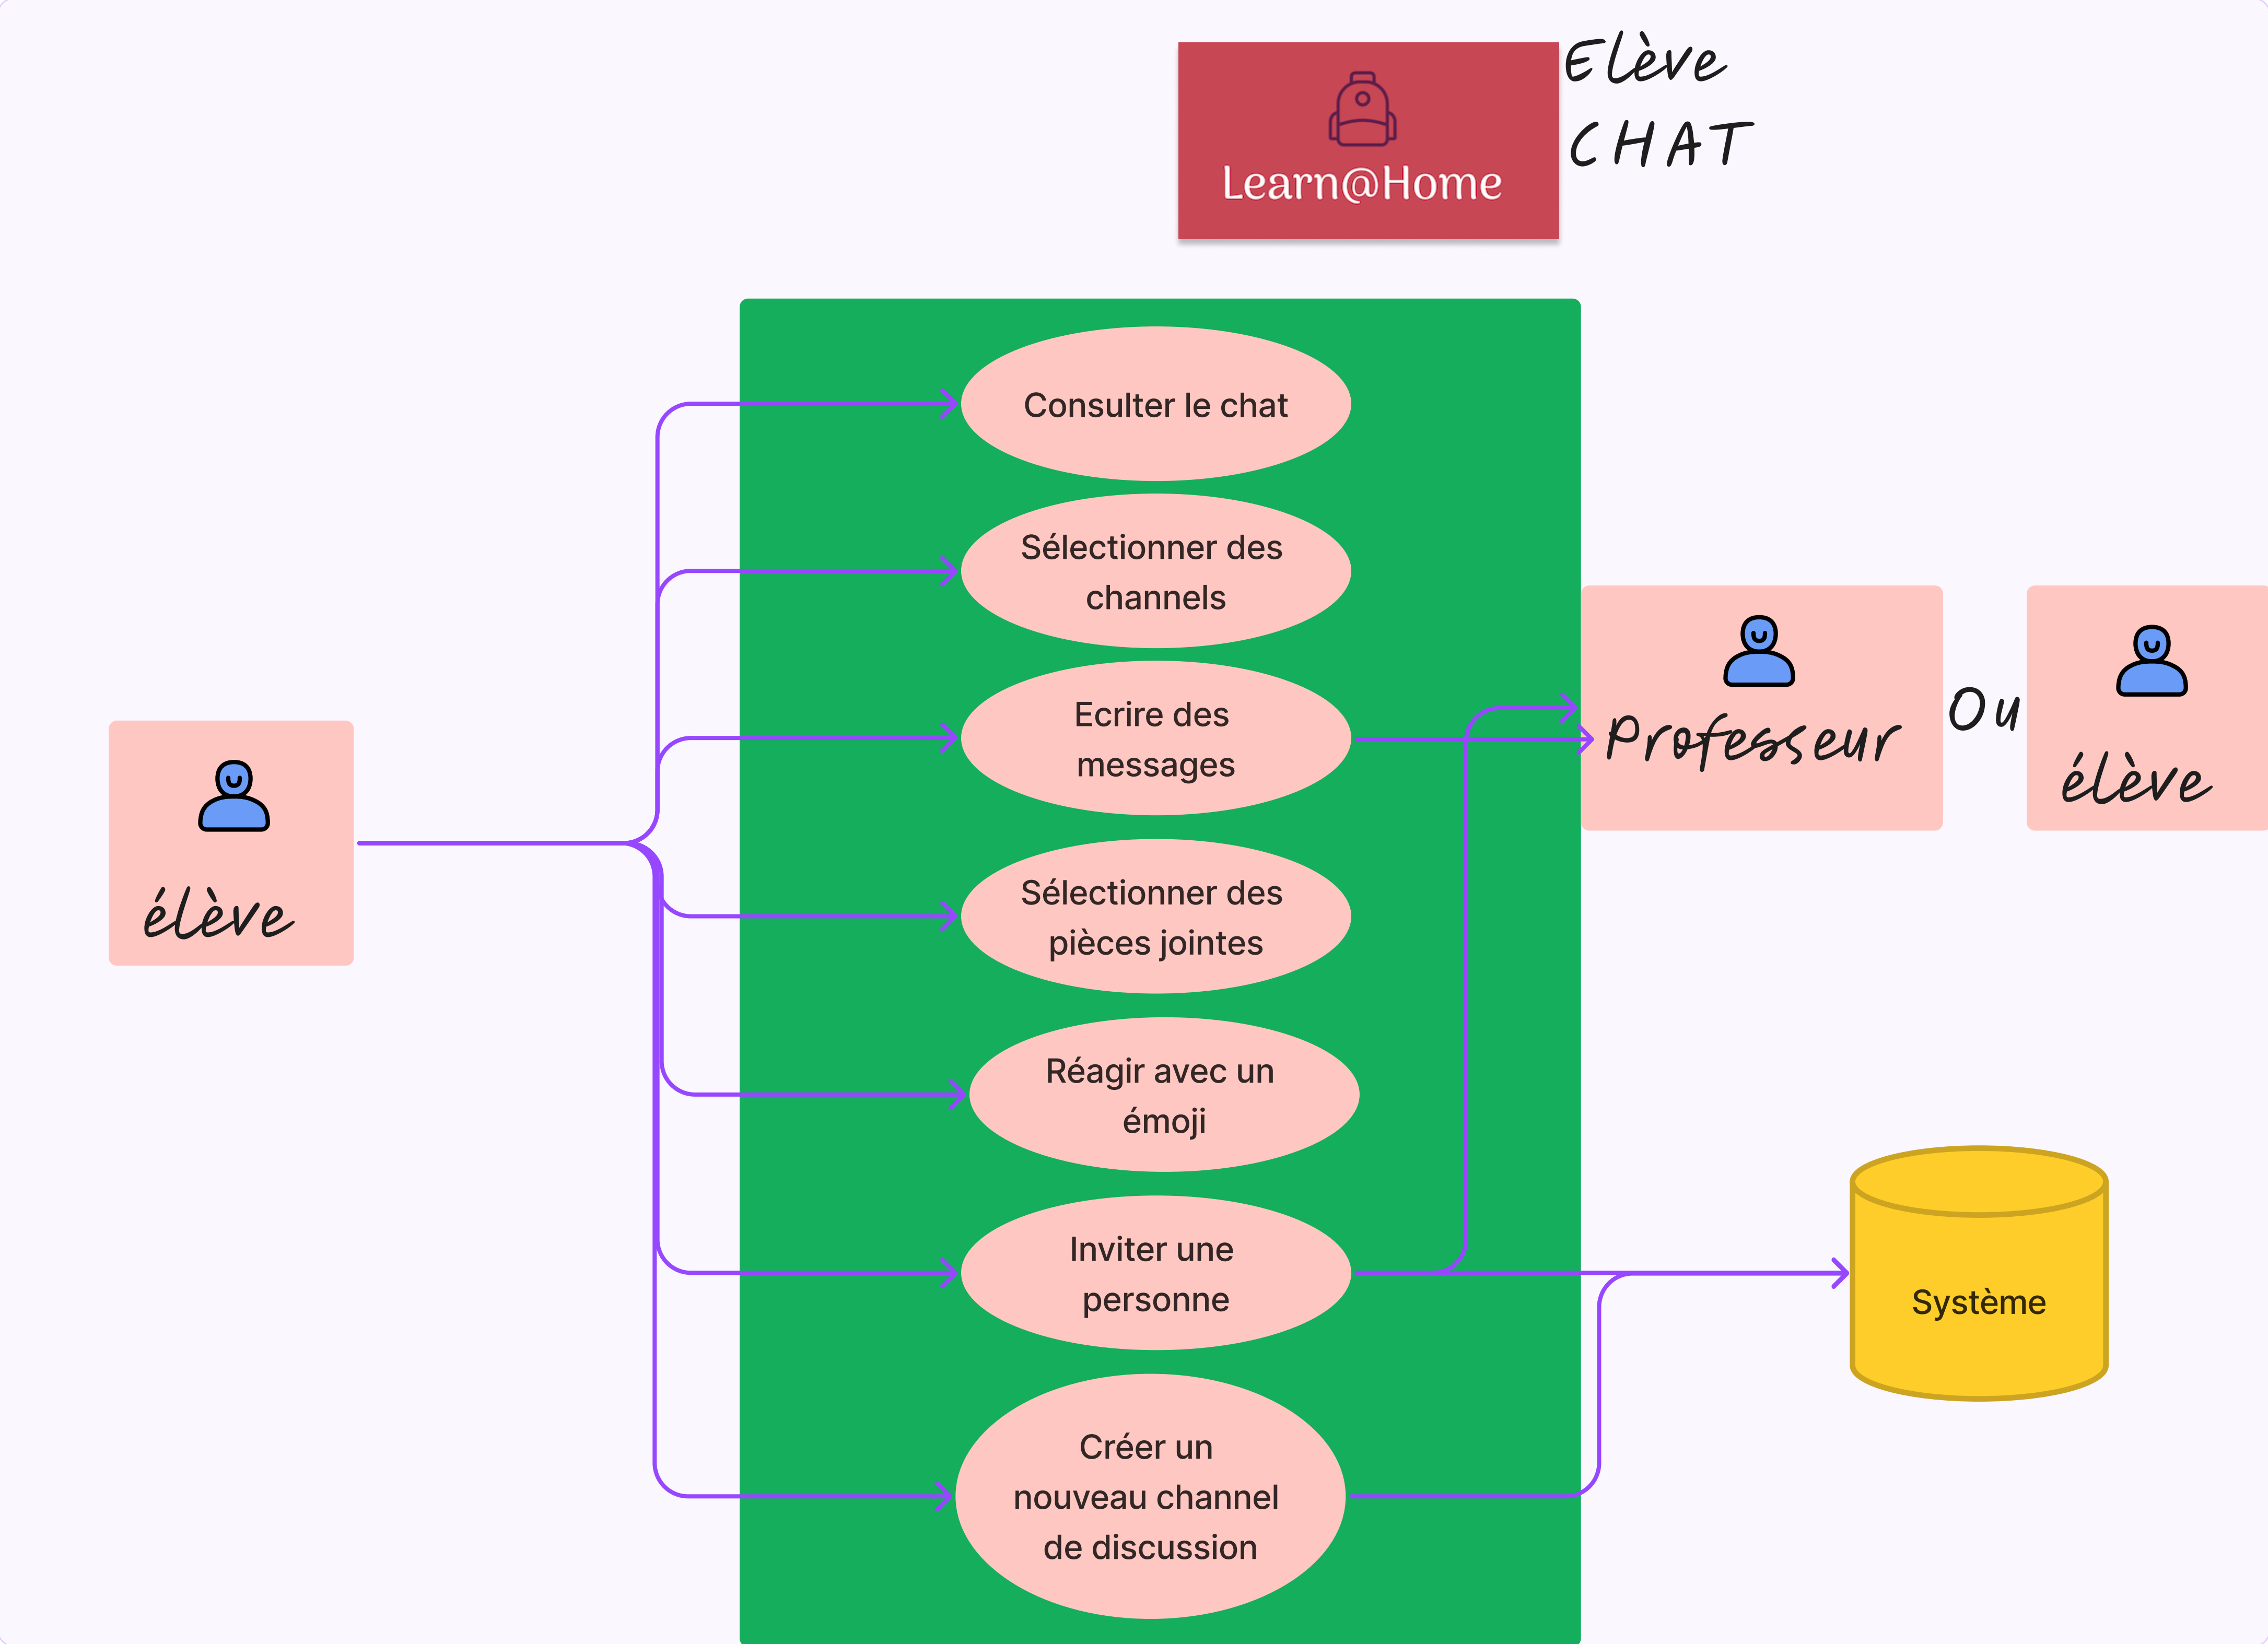 Elève
CHAT
Learn@Home
Consulter le chat
Sélectionner des
channels
Ecrire des
messages
Professeur
Ou
élève
élève
Sélectionner des
pièces jointes
Réagir avec un
émoji
Inviter une
personne
Système
Créer un
nouveau channel
de discussion